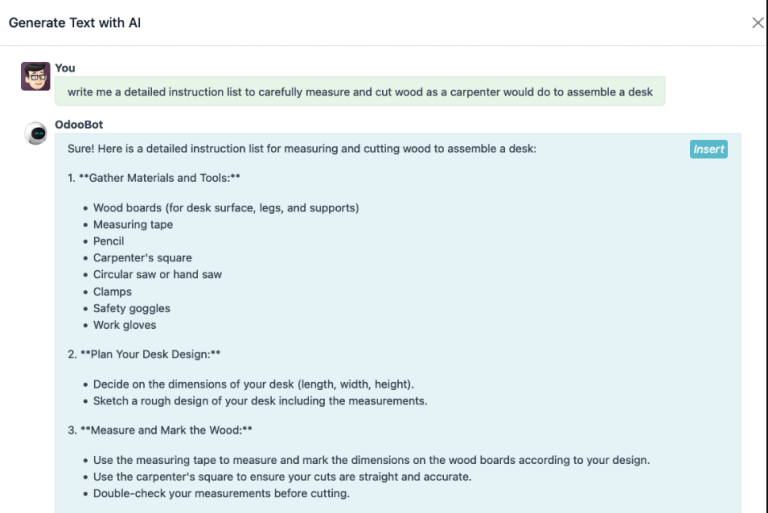 Generate Text with AI
You
write me a detailed instruction list to carefully measure and cut wood as a carpenter would do to assemble a desk
OdooBot
Sure! Here is a detailed instruction list for measuring and cutting wood to assemble a desk:
Insert
1. **Gather Materials and Tools:**
• Wood boards (for desk surface, legs, and supports)
• Measuring tape
• Pencil
• Carpenter's square
• Circular saw or hand saw
• Clamps
• Safety goggles
• Work gloves
2. **Plan Your Desk Design:**
• Decide on the dimensions of your desk (length, width, height).
• Sketch a rough design of your desk including the measurements.
3. **Measure and Mark the Wood:**
• Use the measuring tape to measure and mark the dimensions on the wood boards according to your design.
• Use the carpenter's square to ensure your cuts are straight and accurate.
• Double-check your measurements before cutting.